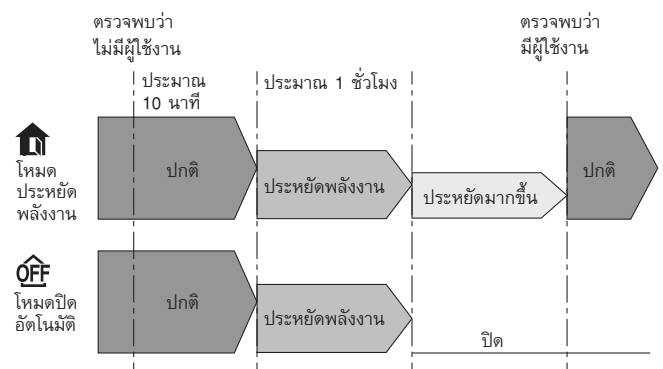 ตรวจพบว่า
ไม่มีผู้ใช้งาน
ตรวจพบว่า
มีผู้ใช้งาน
ประมาณ
10 นาที
ประมาณ 1 ชั่วโมง
โหมด
ประหยัด
พลังงาน
ปกติ
ประหยัดพลังงาน
ประหยัดมากขึ้น
ปกติ
OFF
โหมดปิด
อัตโนมัติ
ปกติ
ประหยัดพลังงาน
ปิด